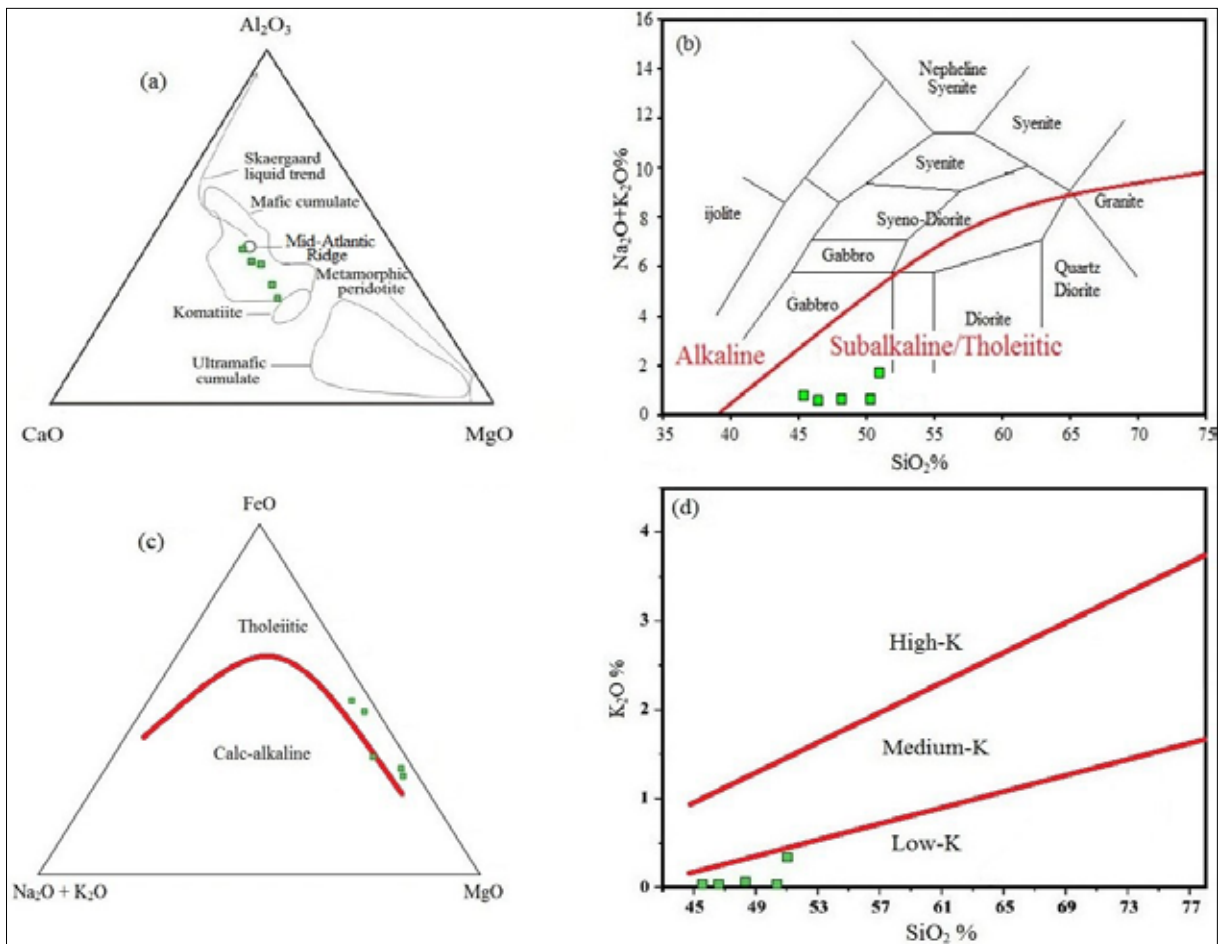 Al₂O₃
(a)
Skaergaard
liquid trend
Mafic cumulate
Mid-Atlantic
Ridge
Metamorphic
peridotite
Komatiite
Ultramafic
cumulate
CaO
MgO
(b)
Na₂O+K₂O%
16
14
12
10
8
6
4
2
0
Nepheline
Syenite
Syenite
Syenite
ijolite
Syeno-Diorite
Granite
Gabbro
Gabbro
Quartz
Diorite
Diorite
Alkaline
Subalkaline/Tholeiitic
35 40 45 50 55 60 65 70 75
SiO₂%
FeO
(c)
Tholeiitic
Calc-alkaline
Na₂O + K₂O
MgO
(d)
K₂O %
4
3
2
1
0
High-K
Medium-K
Low-K
45 49 53 57 61 65 69 73 77
SiO₂ %